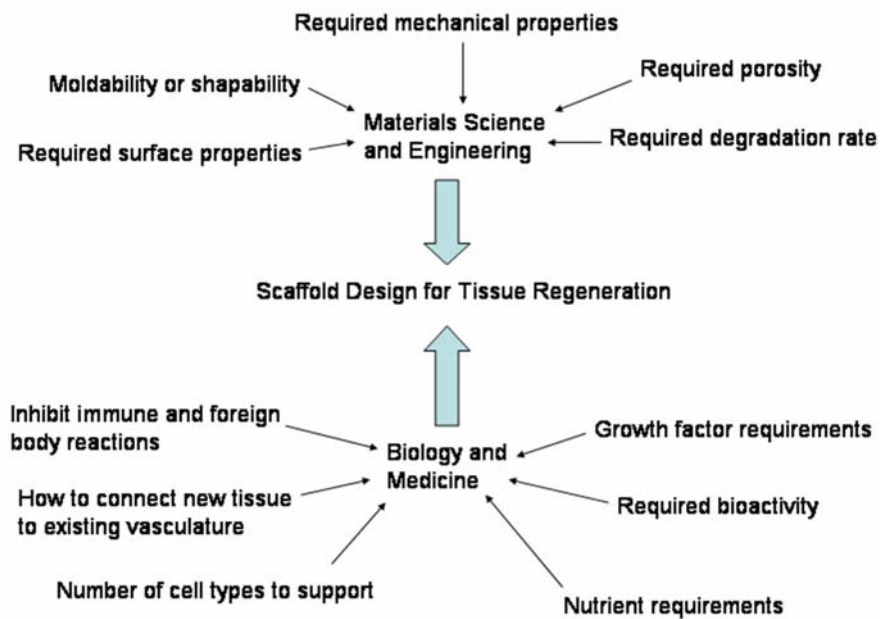 Required mechanical properties
Moldability or shapability
Required porosity
Materials Science
and Engineering
Required surface properties
Required degradation rate
Scaffold Design for Tissue Regeneration
Inhibit immune and foreign
body reactions
Growth factor requirements
Biology and
Medicine
How to connect new tissue
to existing vasculature
Required bioactivity
Number of cell types to support
Nutrient requirements